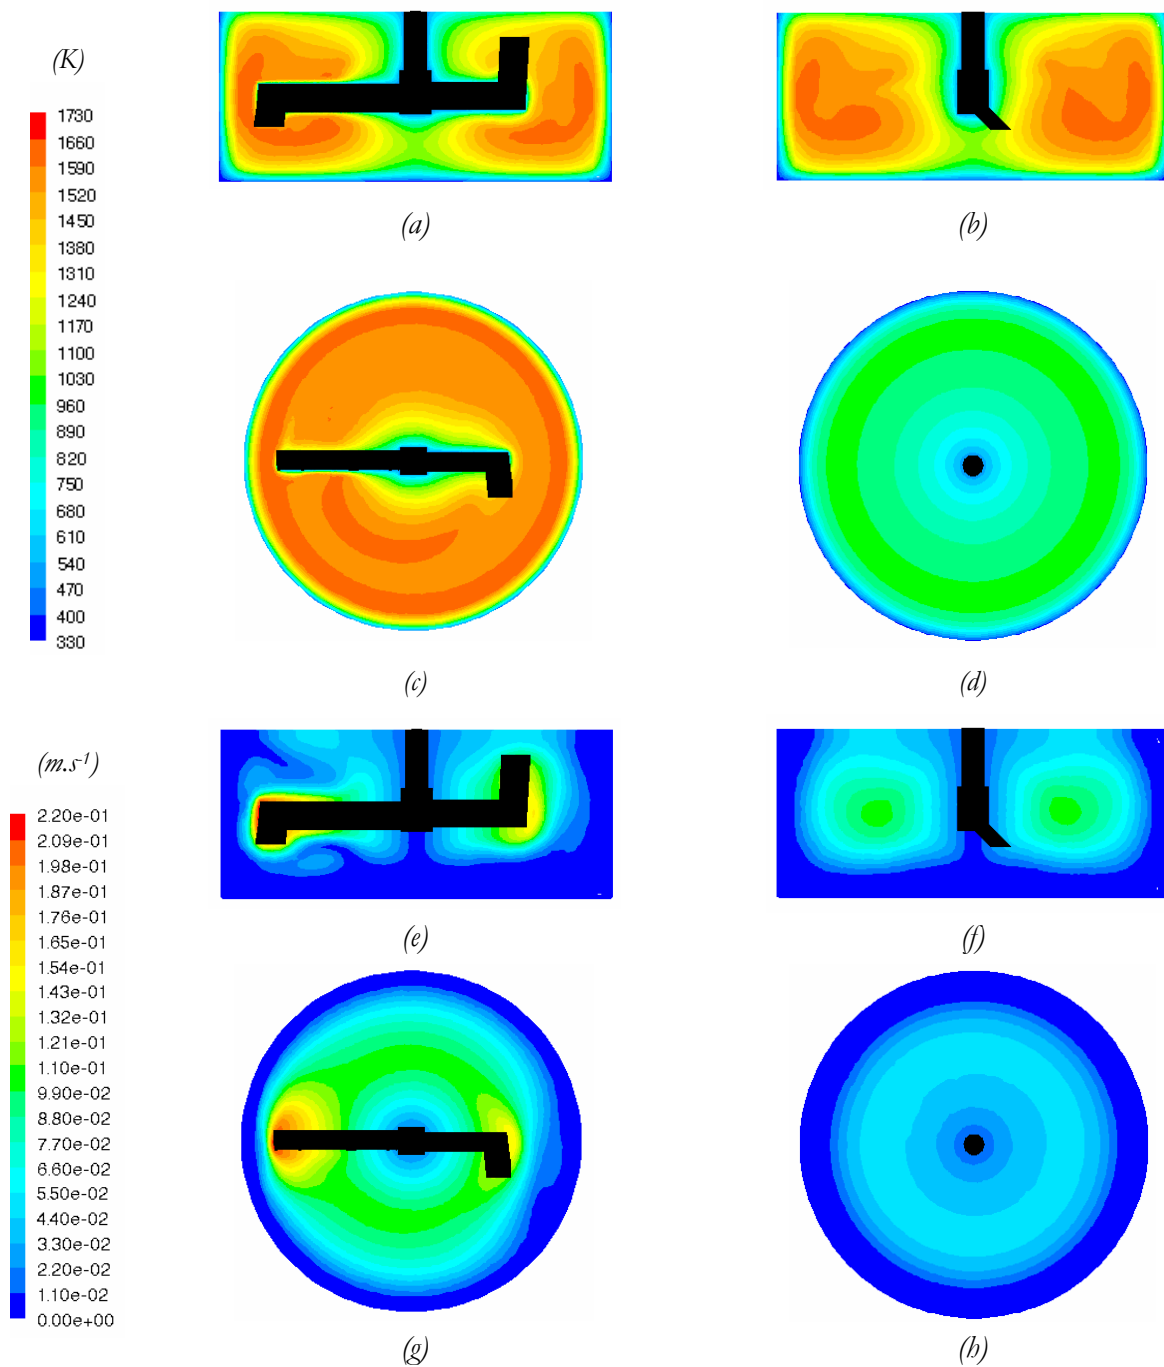 (K)
1730
1660
1590
1520
1450
1380
1310
1240
1170
1100
1030
960
890
820
750
680
610
540
470
400
330
(a)
(b)
(c)
(d)
(m.s⁻¹)
2.20e-01
2.09e-01
1.98e-01
1.87e-01
1.76e-01
1.65e-01
1.54e-01
1.43e-01
1.32e-01
1.21e-01
1.10e-01
9.90e-02
8.80e-02
7.70e-02
6.60e-02
5.50e-02
4.40e-02
3.30e-02
2.20e-02
1.10e-02
0.00e+00
(e)
(f)
(g)
(h)